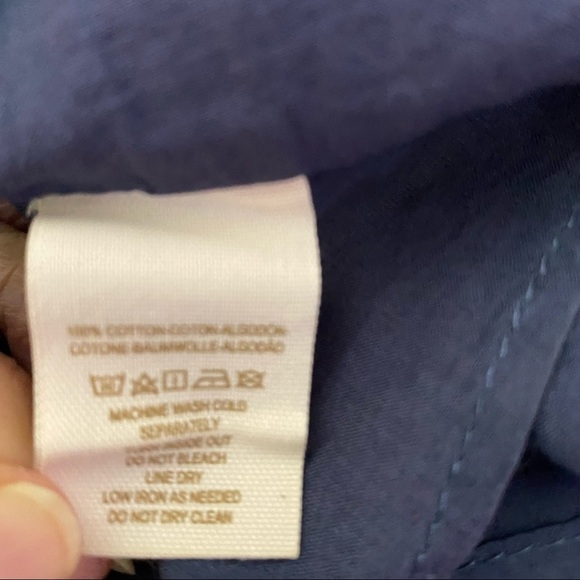 100% COTTON-COTON-ALGODÓN-
COTONE-BAUMWOLLE-ALGODÃO
MACHINE WASH COLD
SEPARATELY
INSIDE OUT
DO NOT BLEACH
LINE DRY
LOW IRON AS NEEDED
DO NOT DRY CLEAN